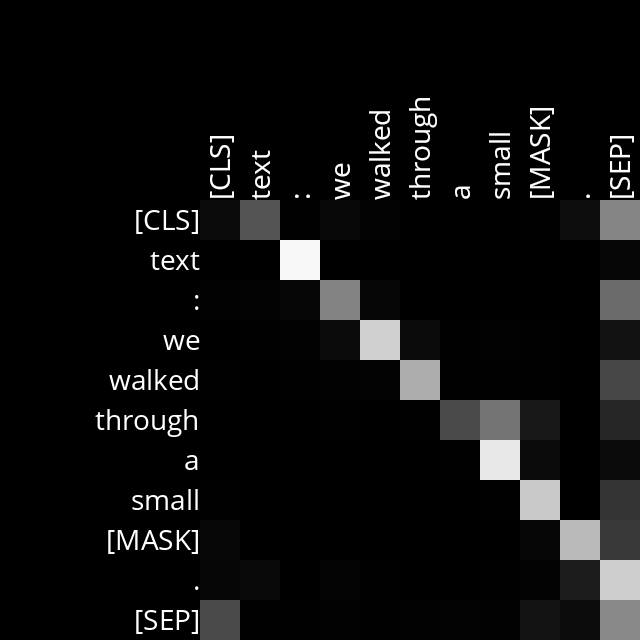 [CLS] text : we walked through a small [MASK] . [SEP]
[CLS]
text
:
we
walked
through
a
small
[MASK]
.
[SEP]